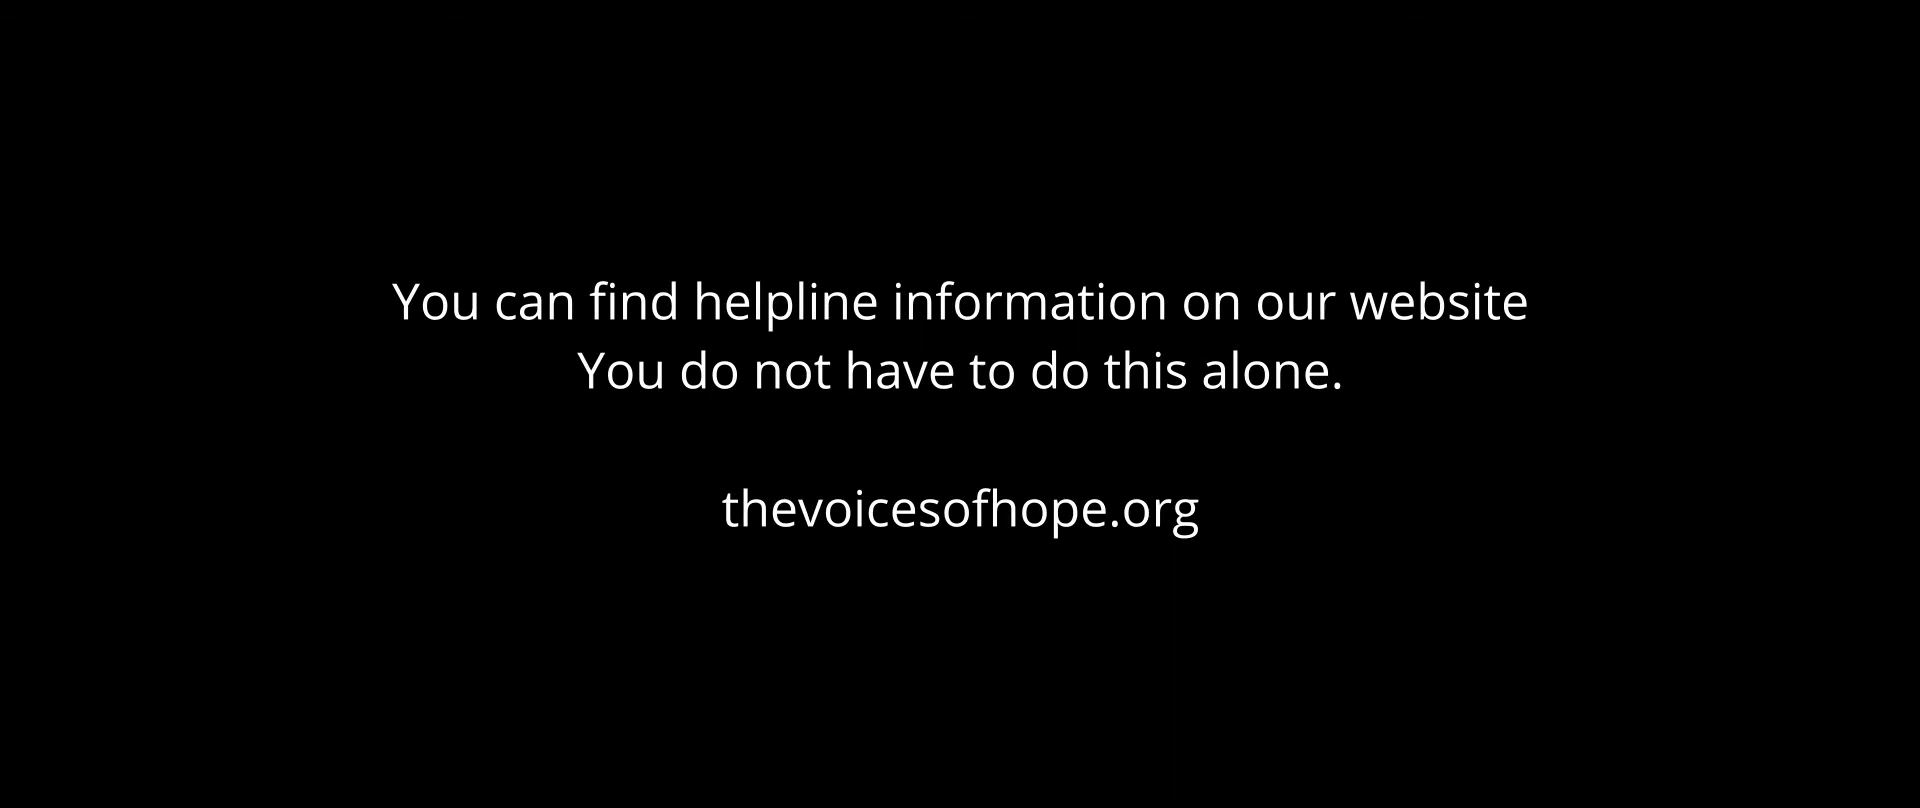 You can find helpline information on our website
You do not have to do this alone.
thevoicesofhope.org